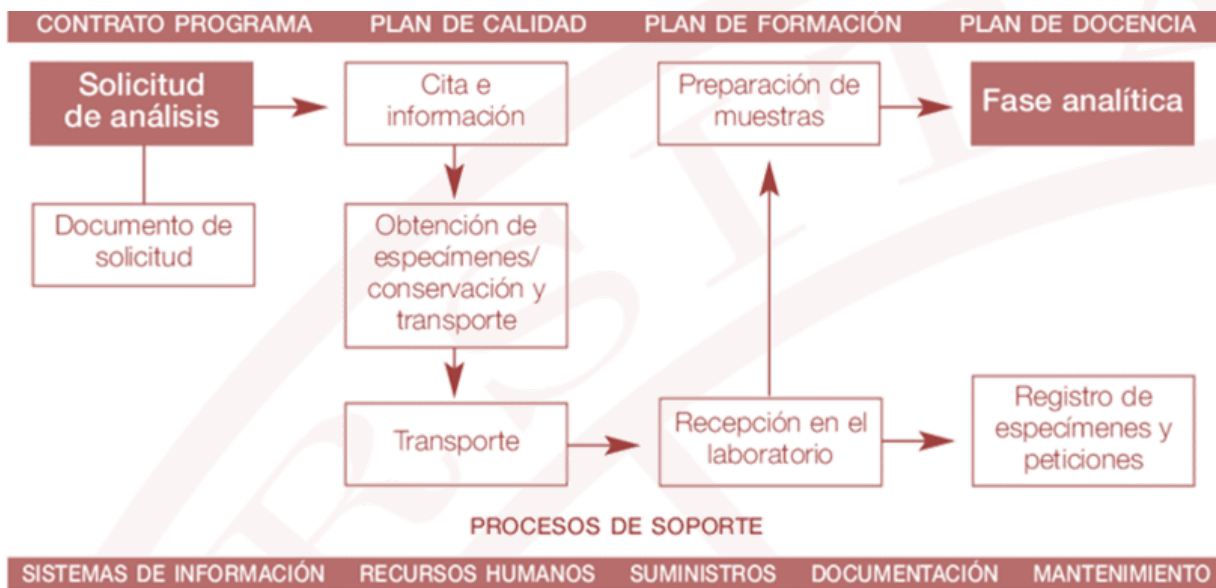 CONTRATO PROGRAMA PLAN DE CALIDAD PLAN DE FORMACIÓN PLAN DE DOCENCIA
Solicitud
de análisis
Cita e
información
Preparación de
muestras
Fase analítica
Documento de
solicitud
Obtención de
especímenes/
conservación y
transporte
Transporte
Recepción en el
laboratorio
Registro de
especímenes y
peticiones
PROCESOS DE SOPORTE
SISTEMAS DE INFORMACIÓN RECURSOS HUMANOS SUMINISTROS DOCUMENTACIÓN MANTENIMIENTO